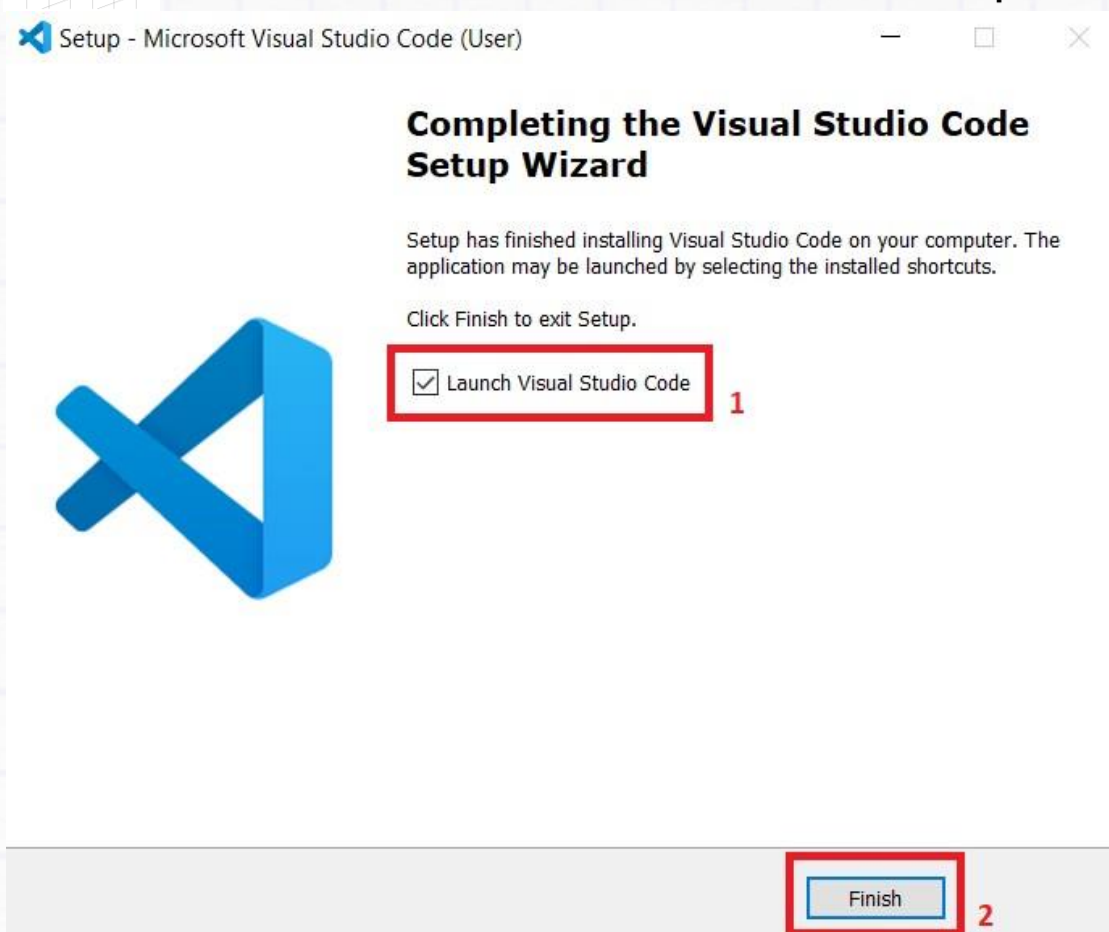 Setup - Microsoft Visual Studio Code (User)
Completing the Visual Studio Code
Setup Wizard
Setup has finished installing Visual Studio Code on your computer. The
application may be launched by selecting the installed shortcuts.
Click Finish to exit Setup.
Launch Visual Studio Code
1
Finish
2